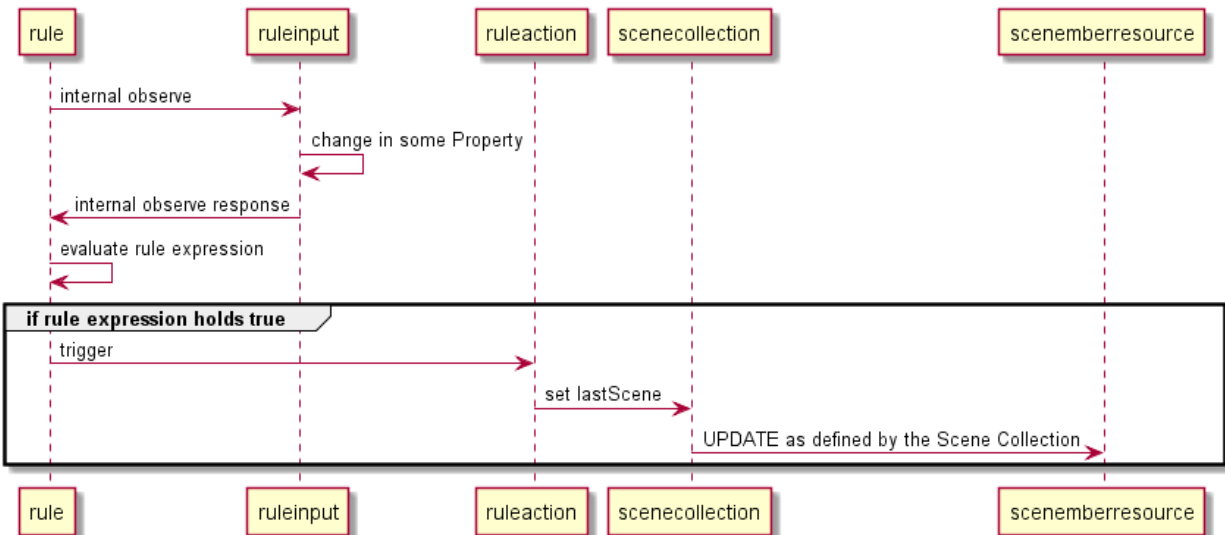 rule
ruleinput
ruleaction
scenecollection
scenemberresource
internal observe
change in some Property
internal observe response
evaluate rule expression
if rule expression holds true
trigger
set lastScene
UPDATE as defined by the Scene Collection
rule
ruleinput
ruleaction
scenecollection
scenemberresource